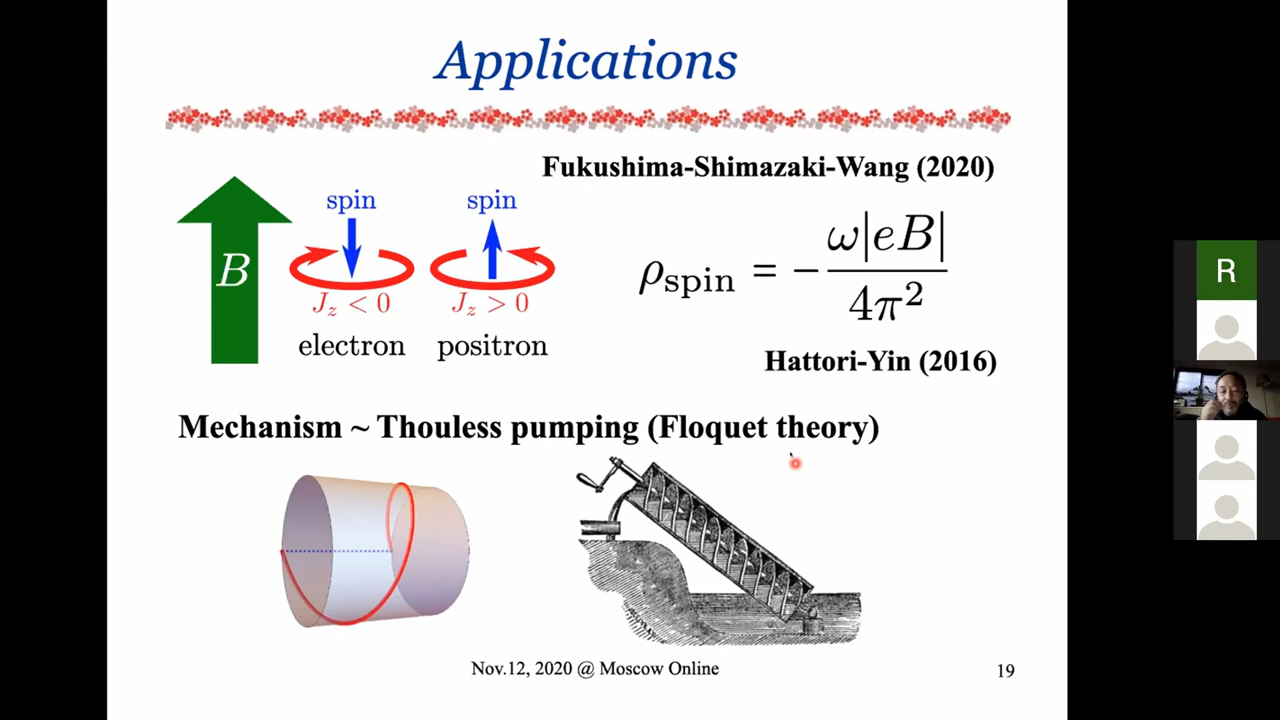 Applications
Fukushima-Shimazaki-Wang (2020)
B
spin
spin
J_z < 0
J_z > 0
electron
positron
ρ_spin = − ω|eB| / 4π²
Hattori-Yin (2016)
Mechanism ~ Thouless pumping (Floquet theory)
Nov.12, 2020 @ Moscow Online
19
R